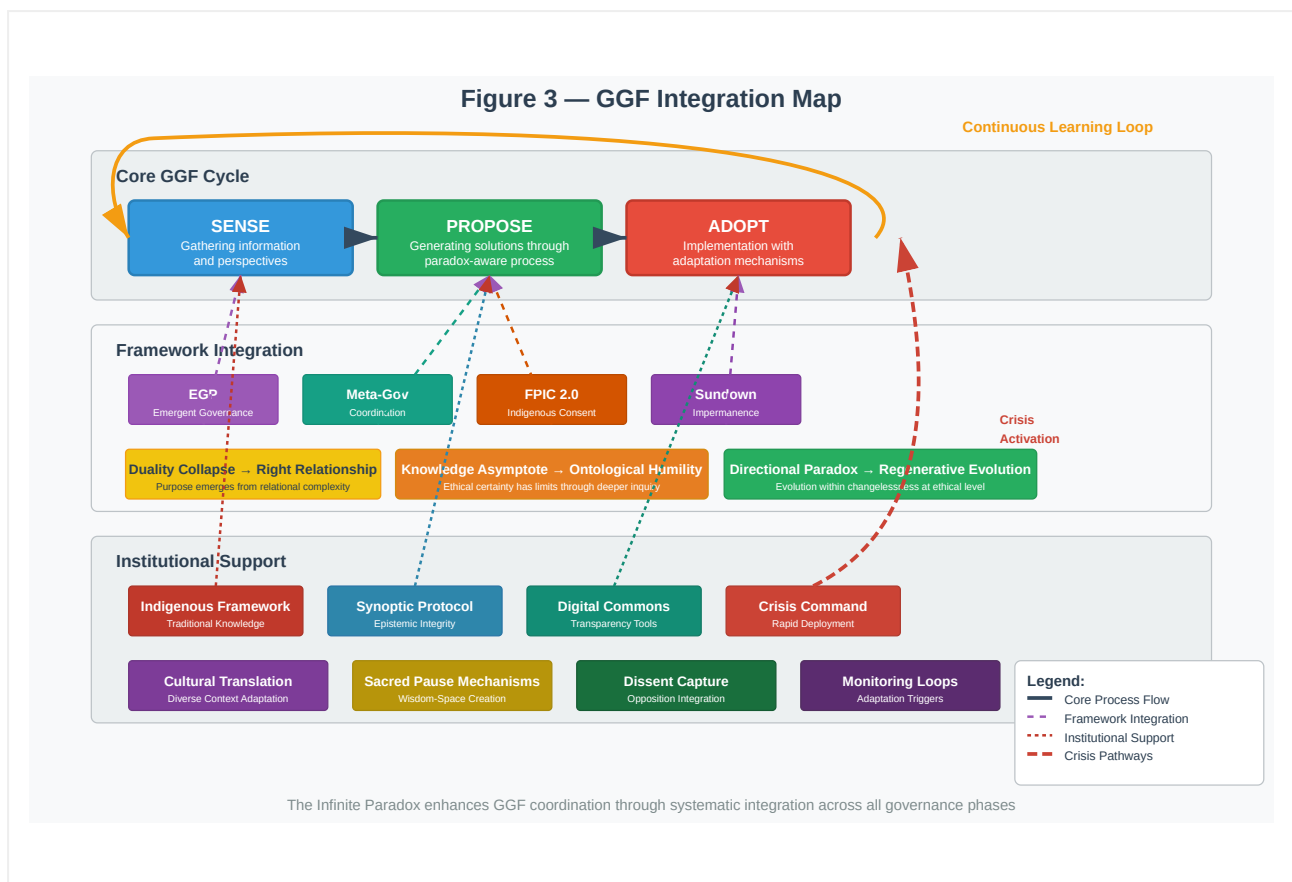 Figure 3 — GGF Integration Map
Continuous Learning Loop
Core GGF Cycle
SENSE
Gathering information
and perspectives
PROPOSE
Generating solutions through
paradox-aware process
ADOPT
Implementation with
adaptation mechanisms
Framework Integration
EGP
Emergent Governance
Meta-Gov
Coordination
FPIC 2.0
Indigenous Consent
Sundown
Impermanence
Crisis
Activation
Duality Collapse → Right Relationship
Purpose emerges from relational complexity
Knowledge Asymptote → Ontological Humility
Ethical certainty has limits through deeper inquiry
Directional Paradox → Regenerative Evolution
Evolution within changelessness at ethical level
Institutional Support
Indigenous Framework
Traditional Knowledge
Synoptic Protocol
Epistemic Integrity
Digital Commons
Transparency Tools
Crisis Command
Rapid Deployment
Cultural Translation
Diverse Context Adaptation
Sacred Pause Mechanisms
Wisdom-Space Creation
Dissent Capture
Opposition Integration
Monitoring Loops
Adaptation Triggers
Legend:
Core Process Flow
Framework Integration
Institutional Support
Crisis Pathways
The Infinite Paradox enhances GGF coordination through systematic integration across all governance phases